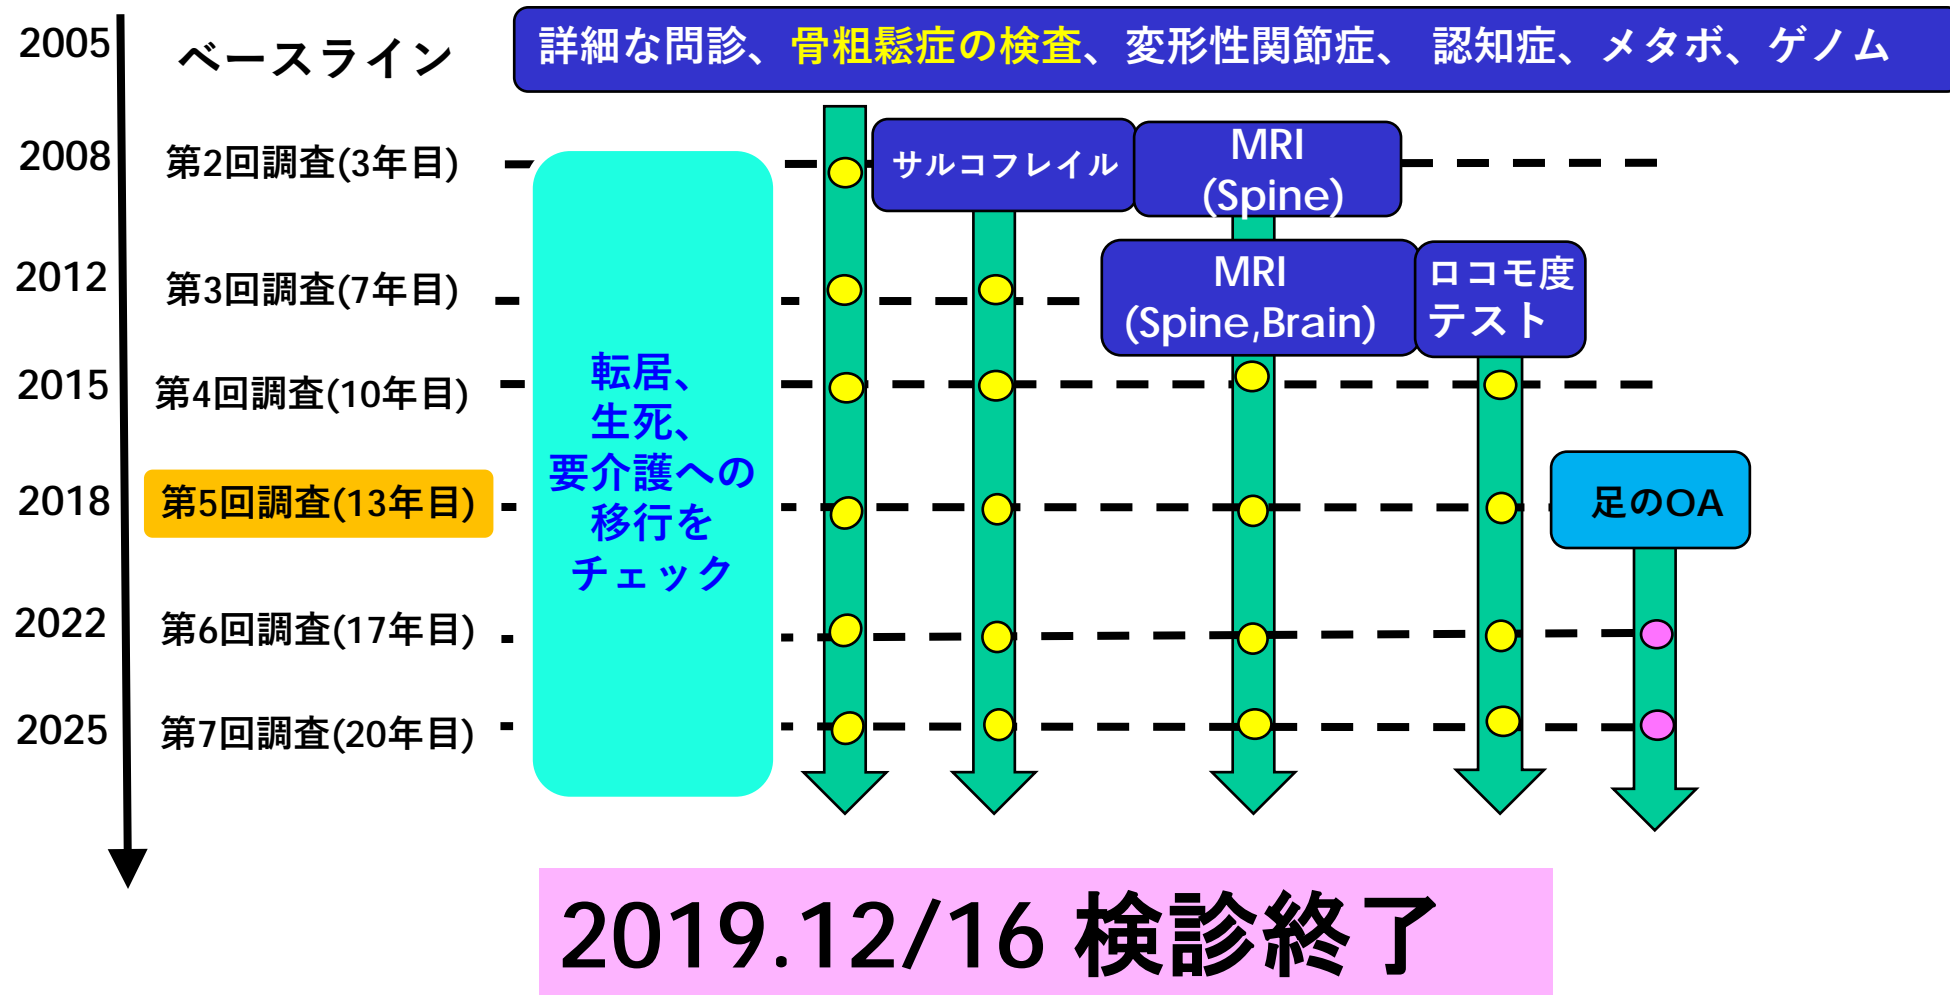 2005
ベースライン
詳細な問診、骨粗鬆症の検査、変形性関節症、 認知症、メタボ、ゲノム
2008
第2回調査(3年目)
サルコフレイル
MRI
(Spine)
2012
第3回調査(7年目)
MRI
(Spine,Brain)
ロコモ度
テスト
2015
第4回調査(10年目)
転居、
生死、
要介護への
移行を
チェック
2018
第5回調査(13年目)
足のOA
2022
第6回調査(17年目)
2025
第7回調査(20年目)
2019.12/16 検診終了